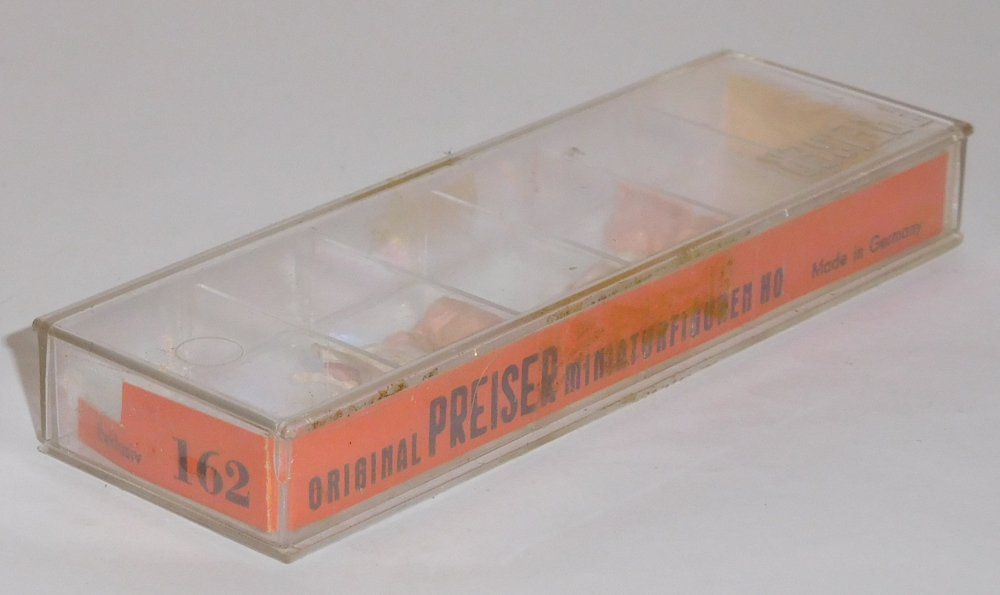 162
ORIGINAL PREISER MINIATURFIGUREN HO
Made in Germany